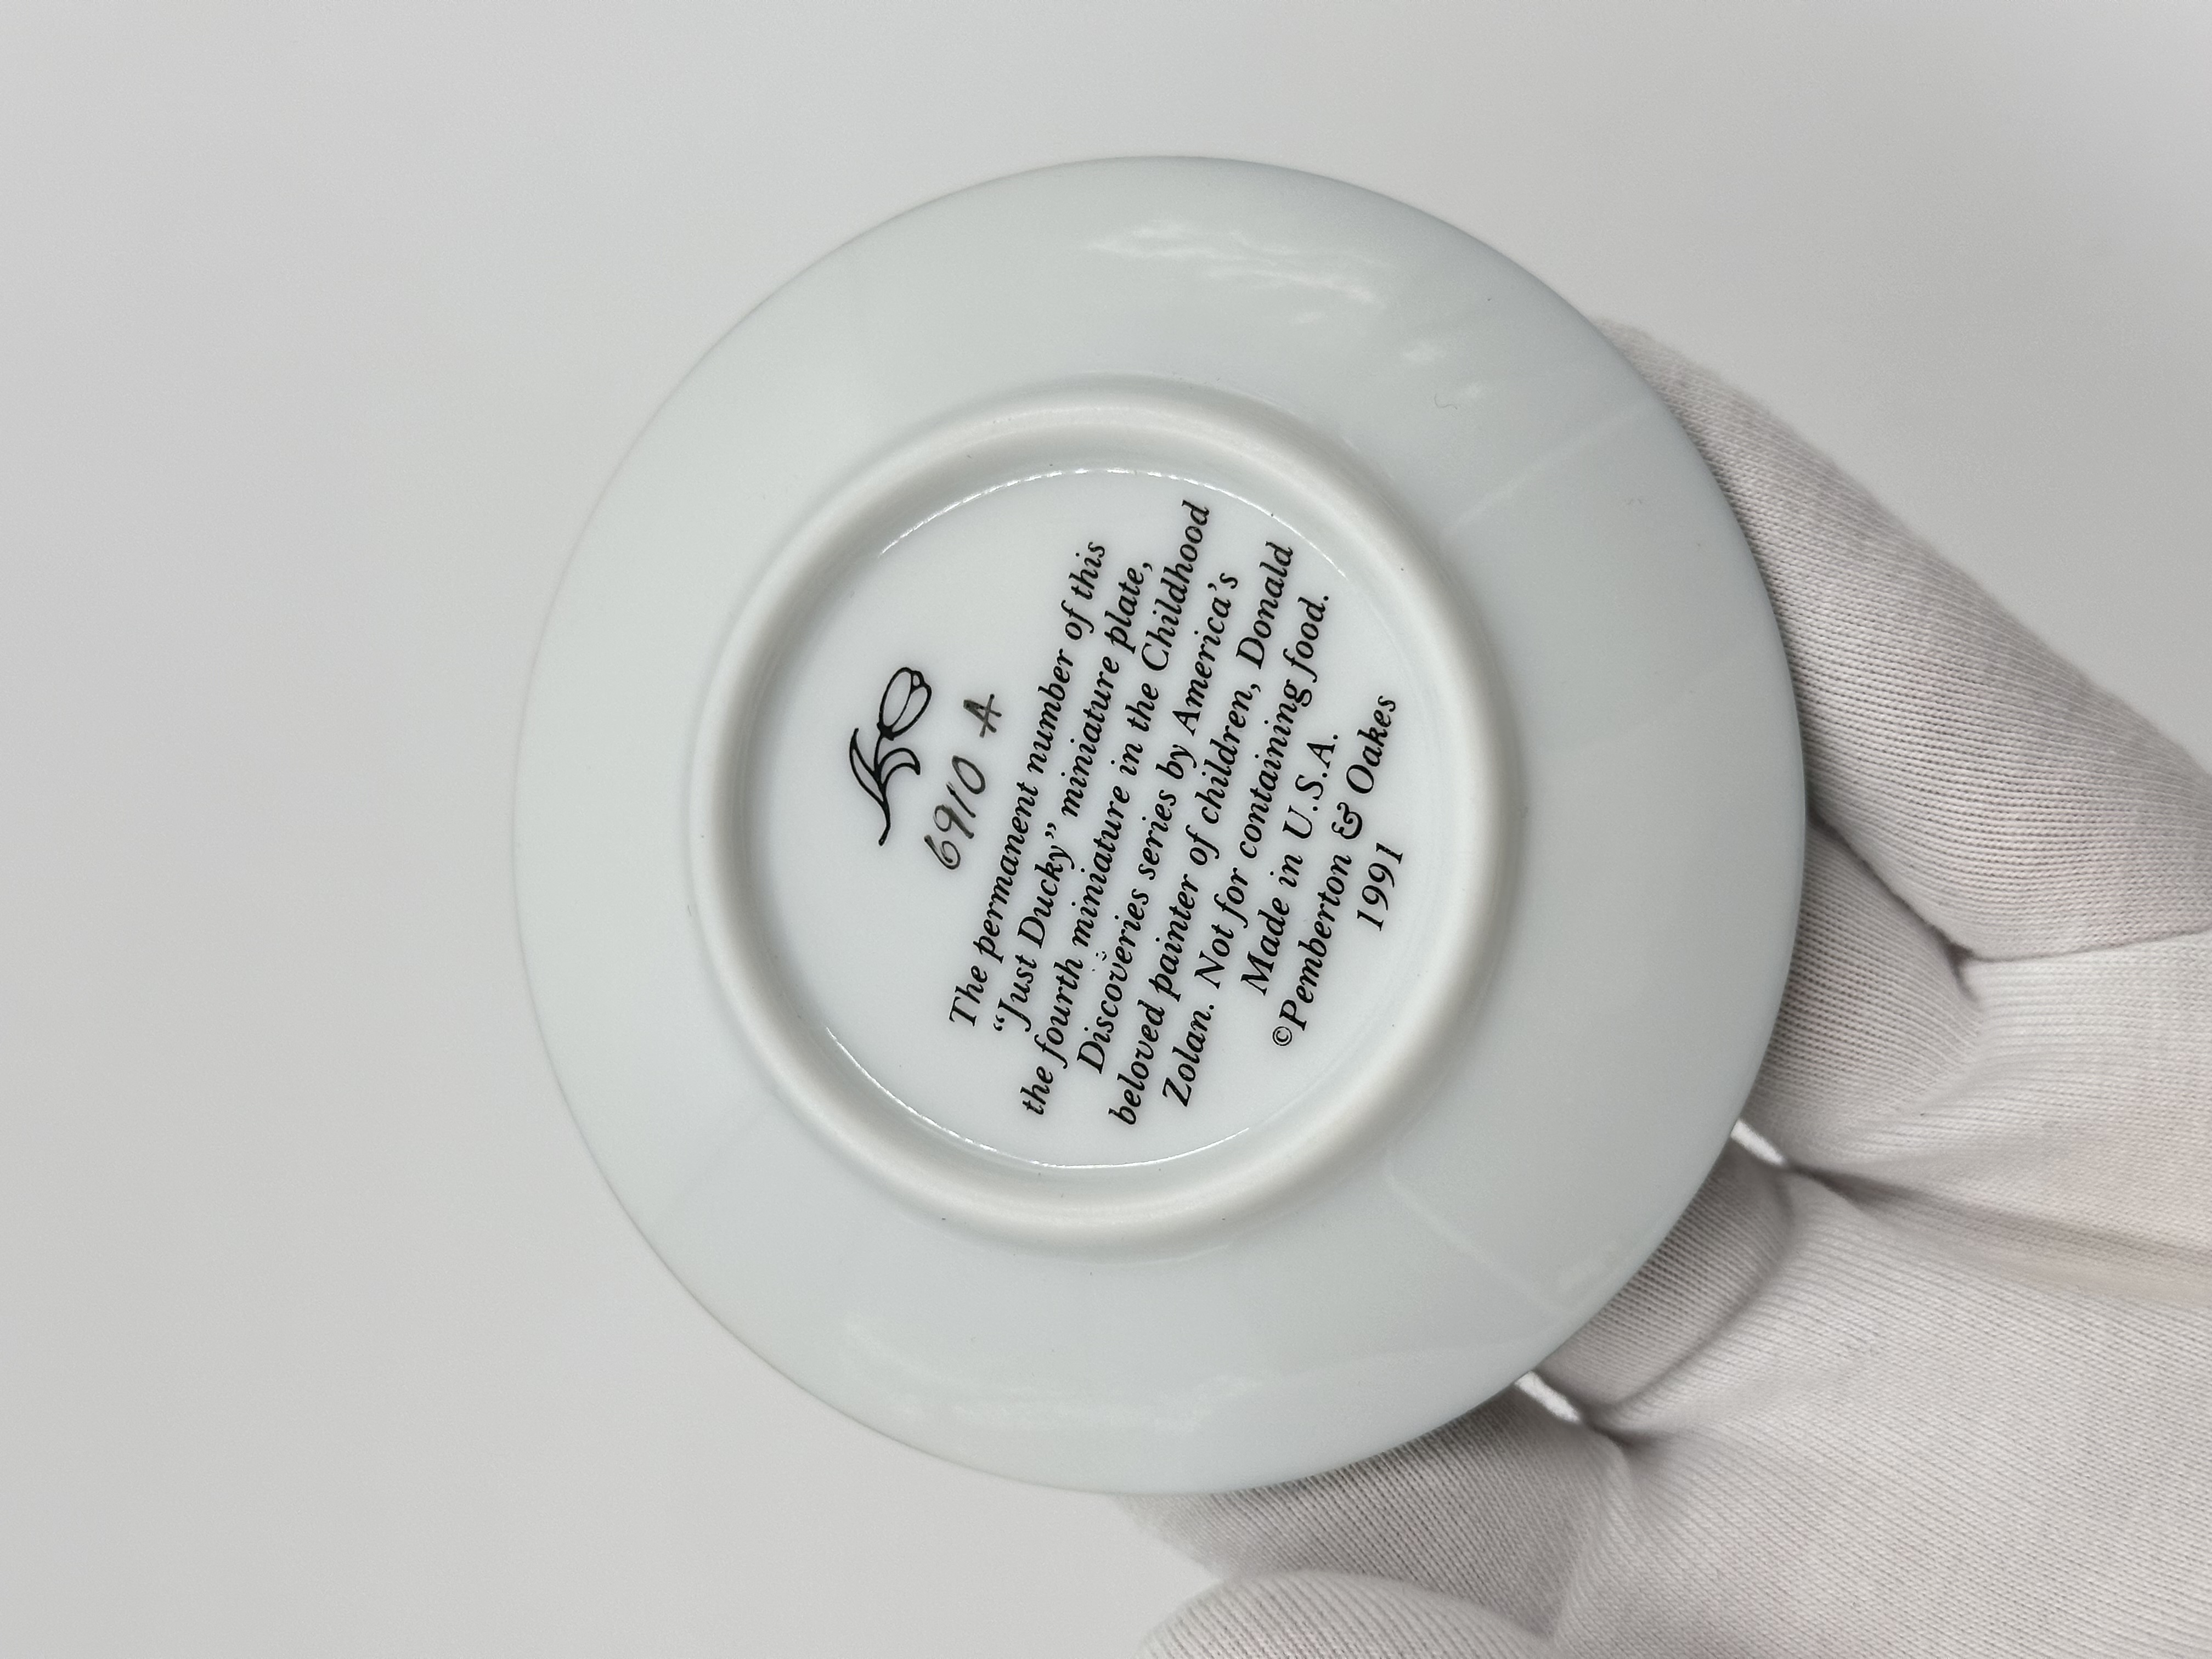 6910 A
The permanent number of this
“Just Ducky” miniature plate,
the fourth miniature in the Childhood
Discoveries series by America’s
beloved painter of children, Donald
Zolan. Not for containing food.
Made in U.S.A.
©Pemberton & Oakes
1991